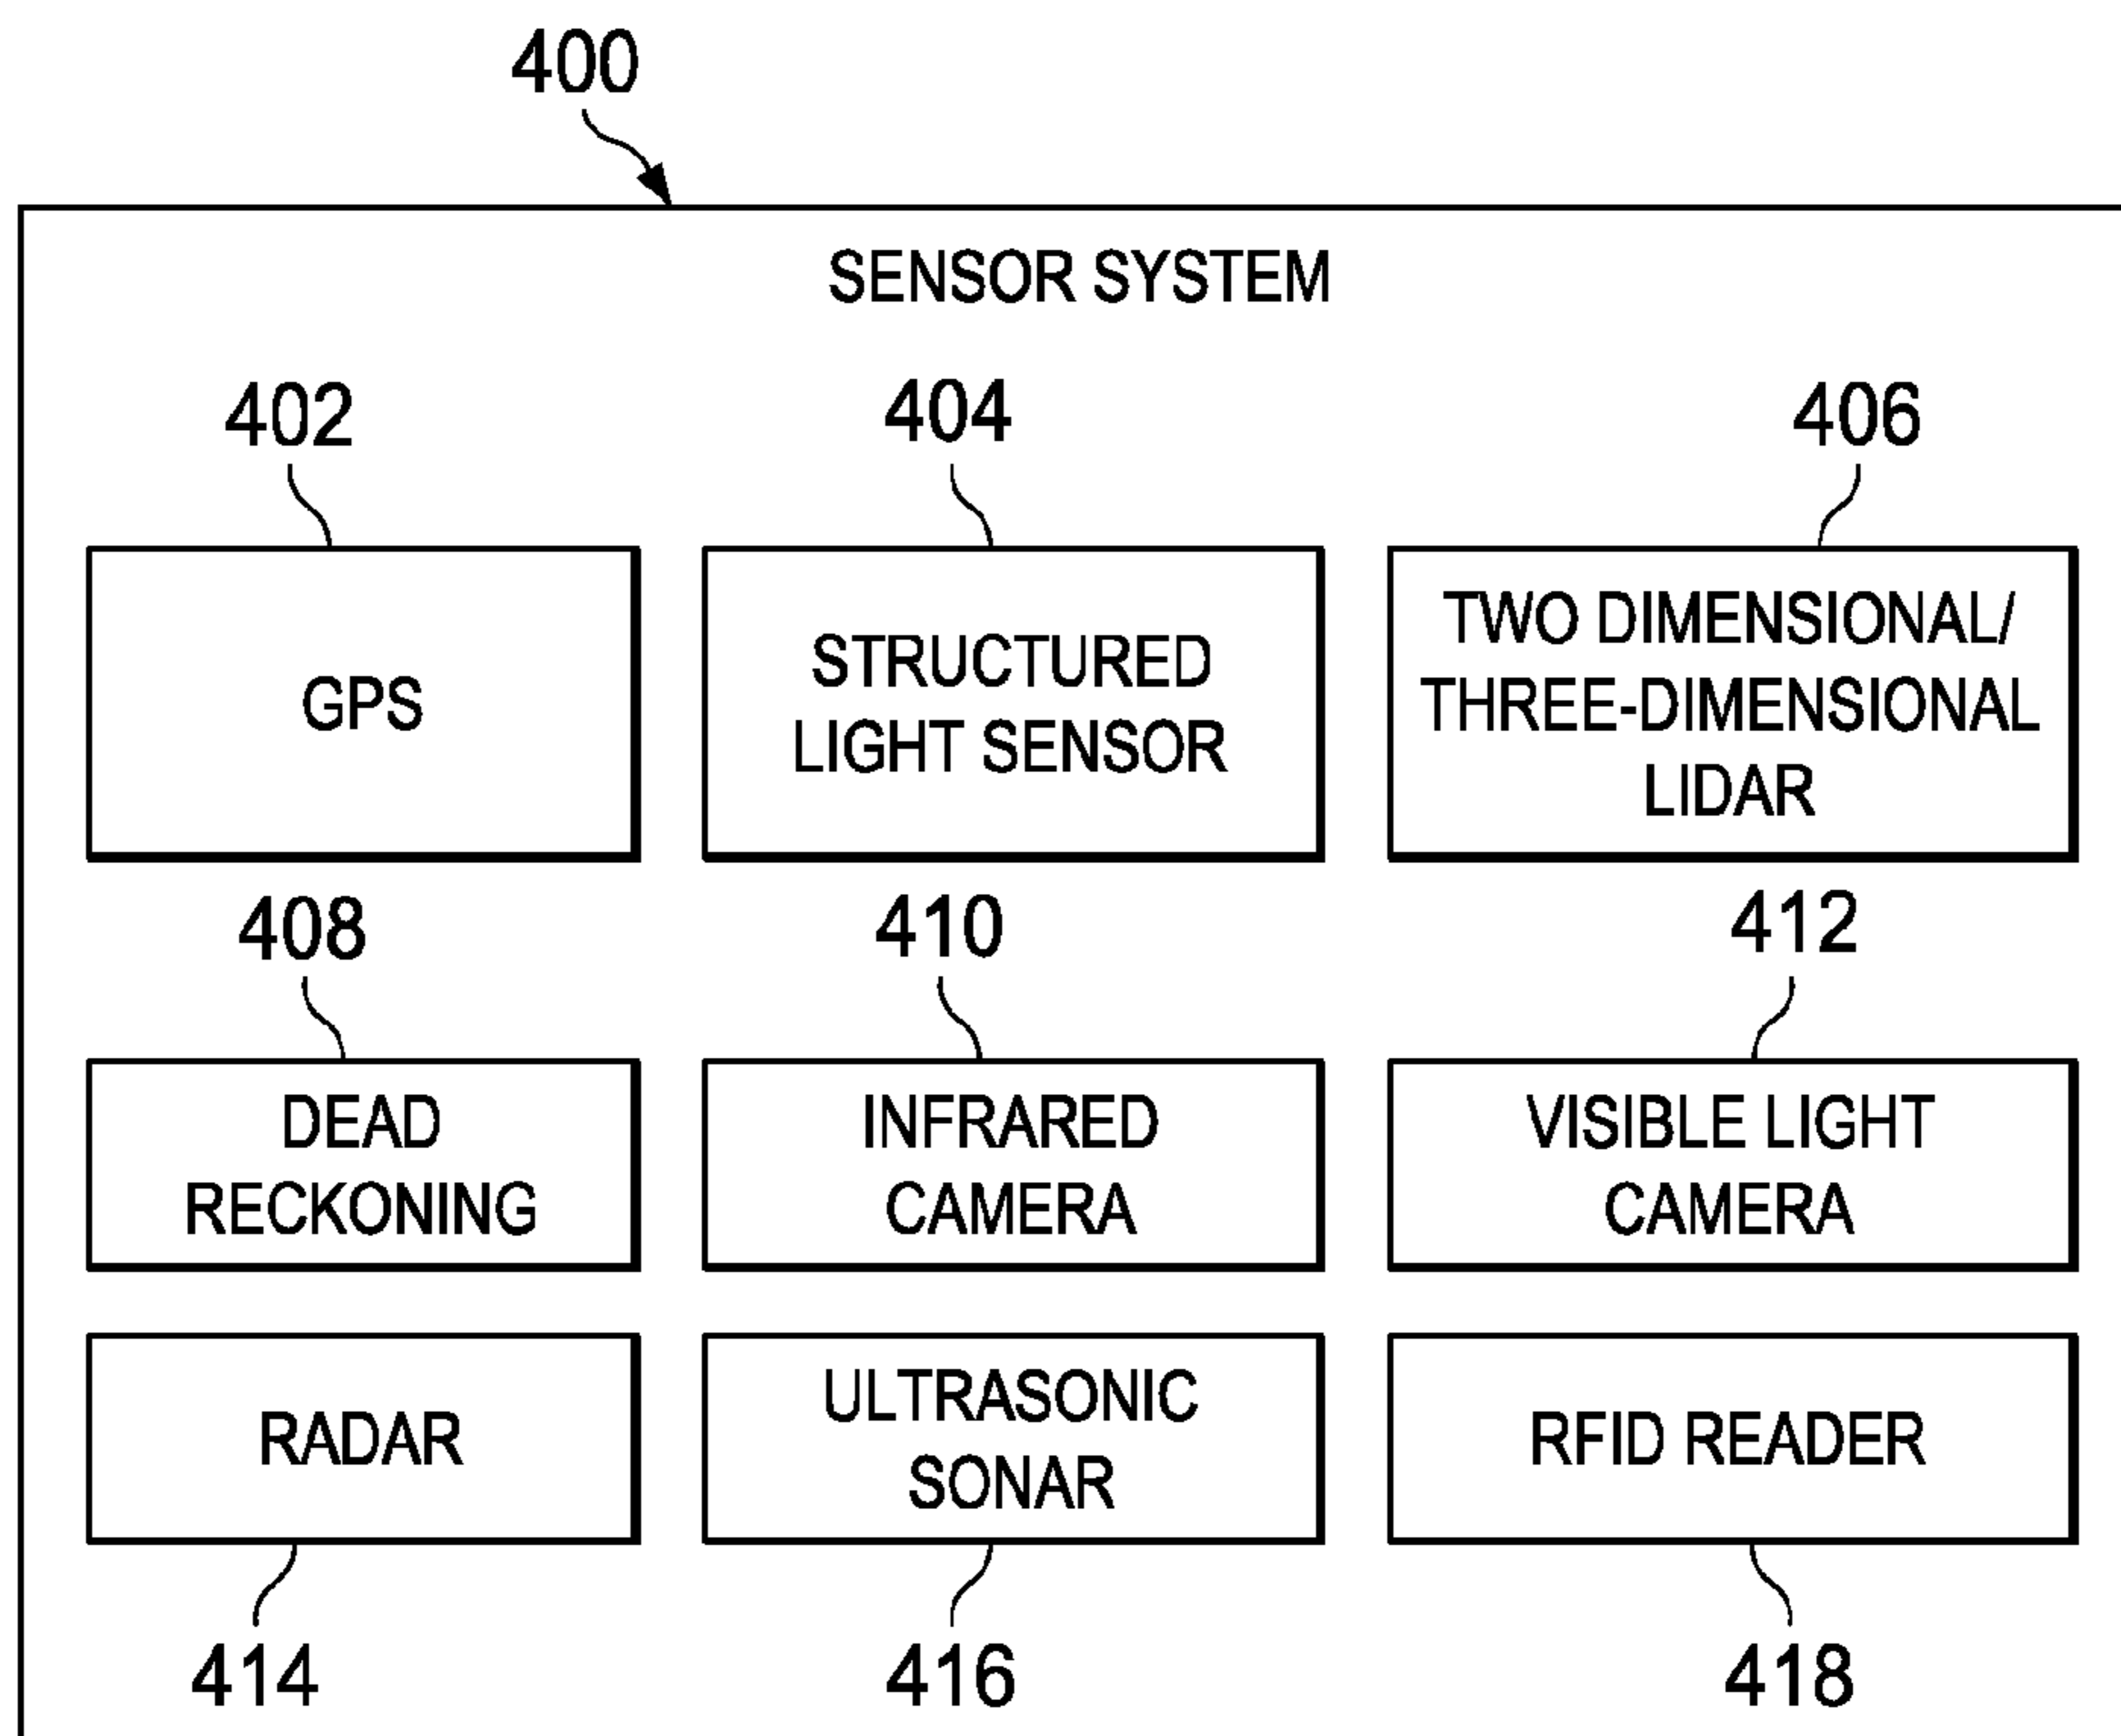 400
SENSOR SYSTEM
402
404
406
GPS
STRUCTURED
LIGHT SENSOR
TWO DIMENSIONAL/
THREE-DIMENSIONAL
LIDAR
408
410
412
DEAD
RECKONING
INFRARED
CAMERA
VISIBLE LIGHT
CAMERA
RADAR
ULTRASONIC
SONAR
RFID READER
414
416
418